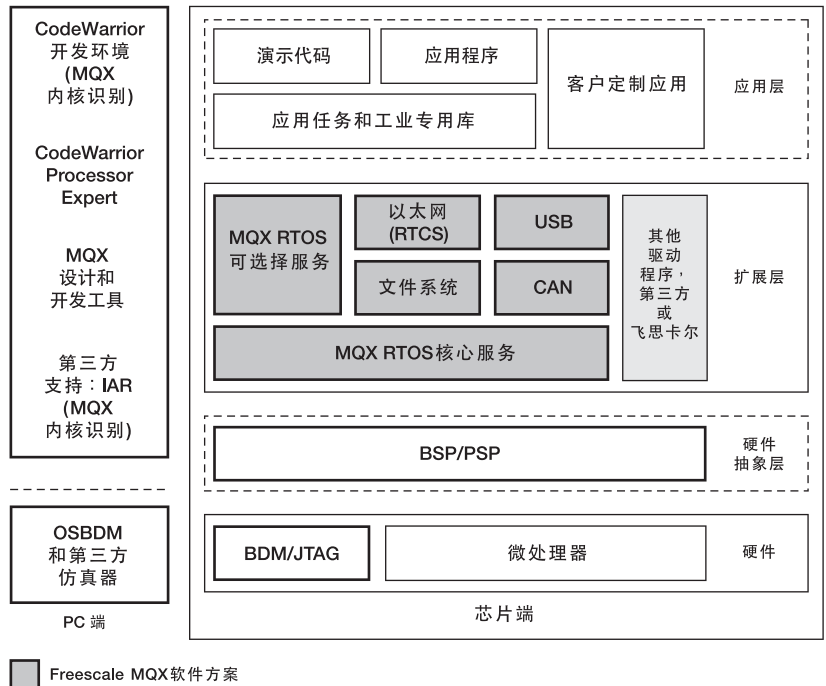 CodeWarrior
开发环境
(MQX
内核识别)
CodeWarrior
Processor
Expert
MQX
设计和
开发工具
第三方
支持：IAR
(MQX
内核识别)
OSBDM
和第三方
仿真器
PC 端
演示代码
应用程序
客户定制应用
应用层
应用任务和工业专用库
MQX RTOS
可选择服务
以太网
(RTCS)
USB
文件系统
CAN
其他
驱动
程序，
第三方
或
飞思卡尔
扩展层
MQX RTOS核心服务
BSP/PSP
硬件
抽象层
BDM/JTAG
微处理器
硬件
芯片端
Freescale MQX软件方案